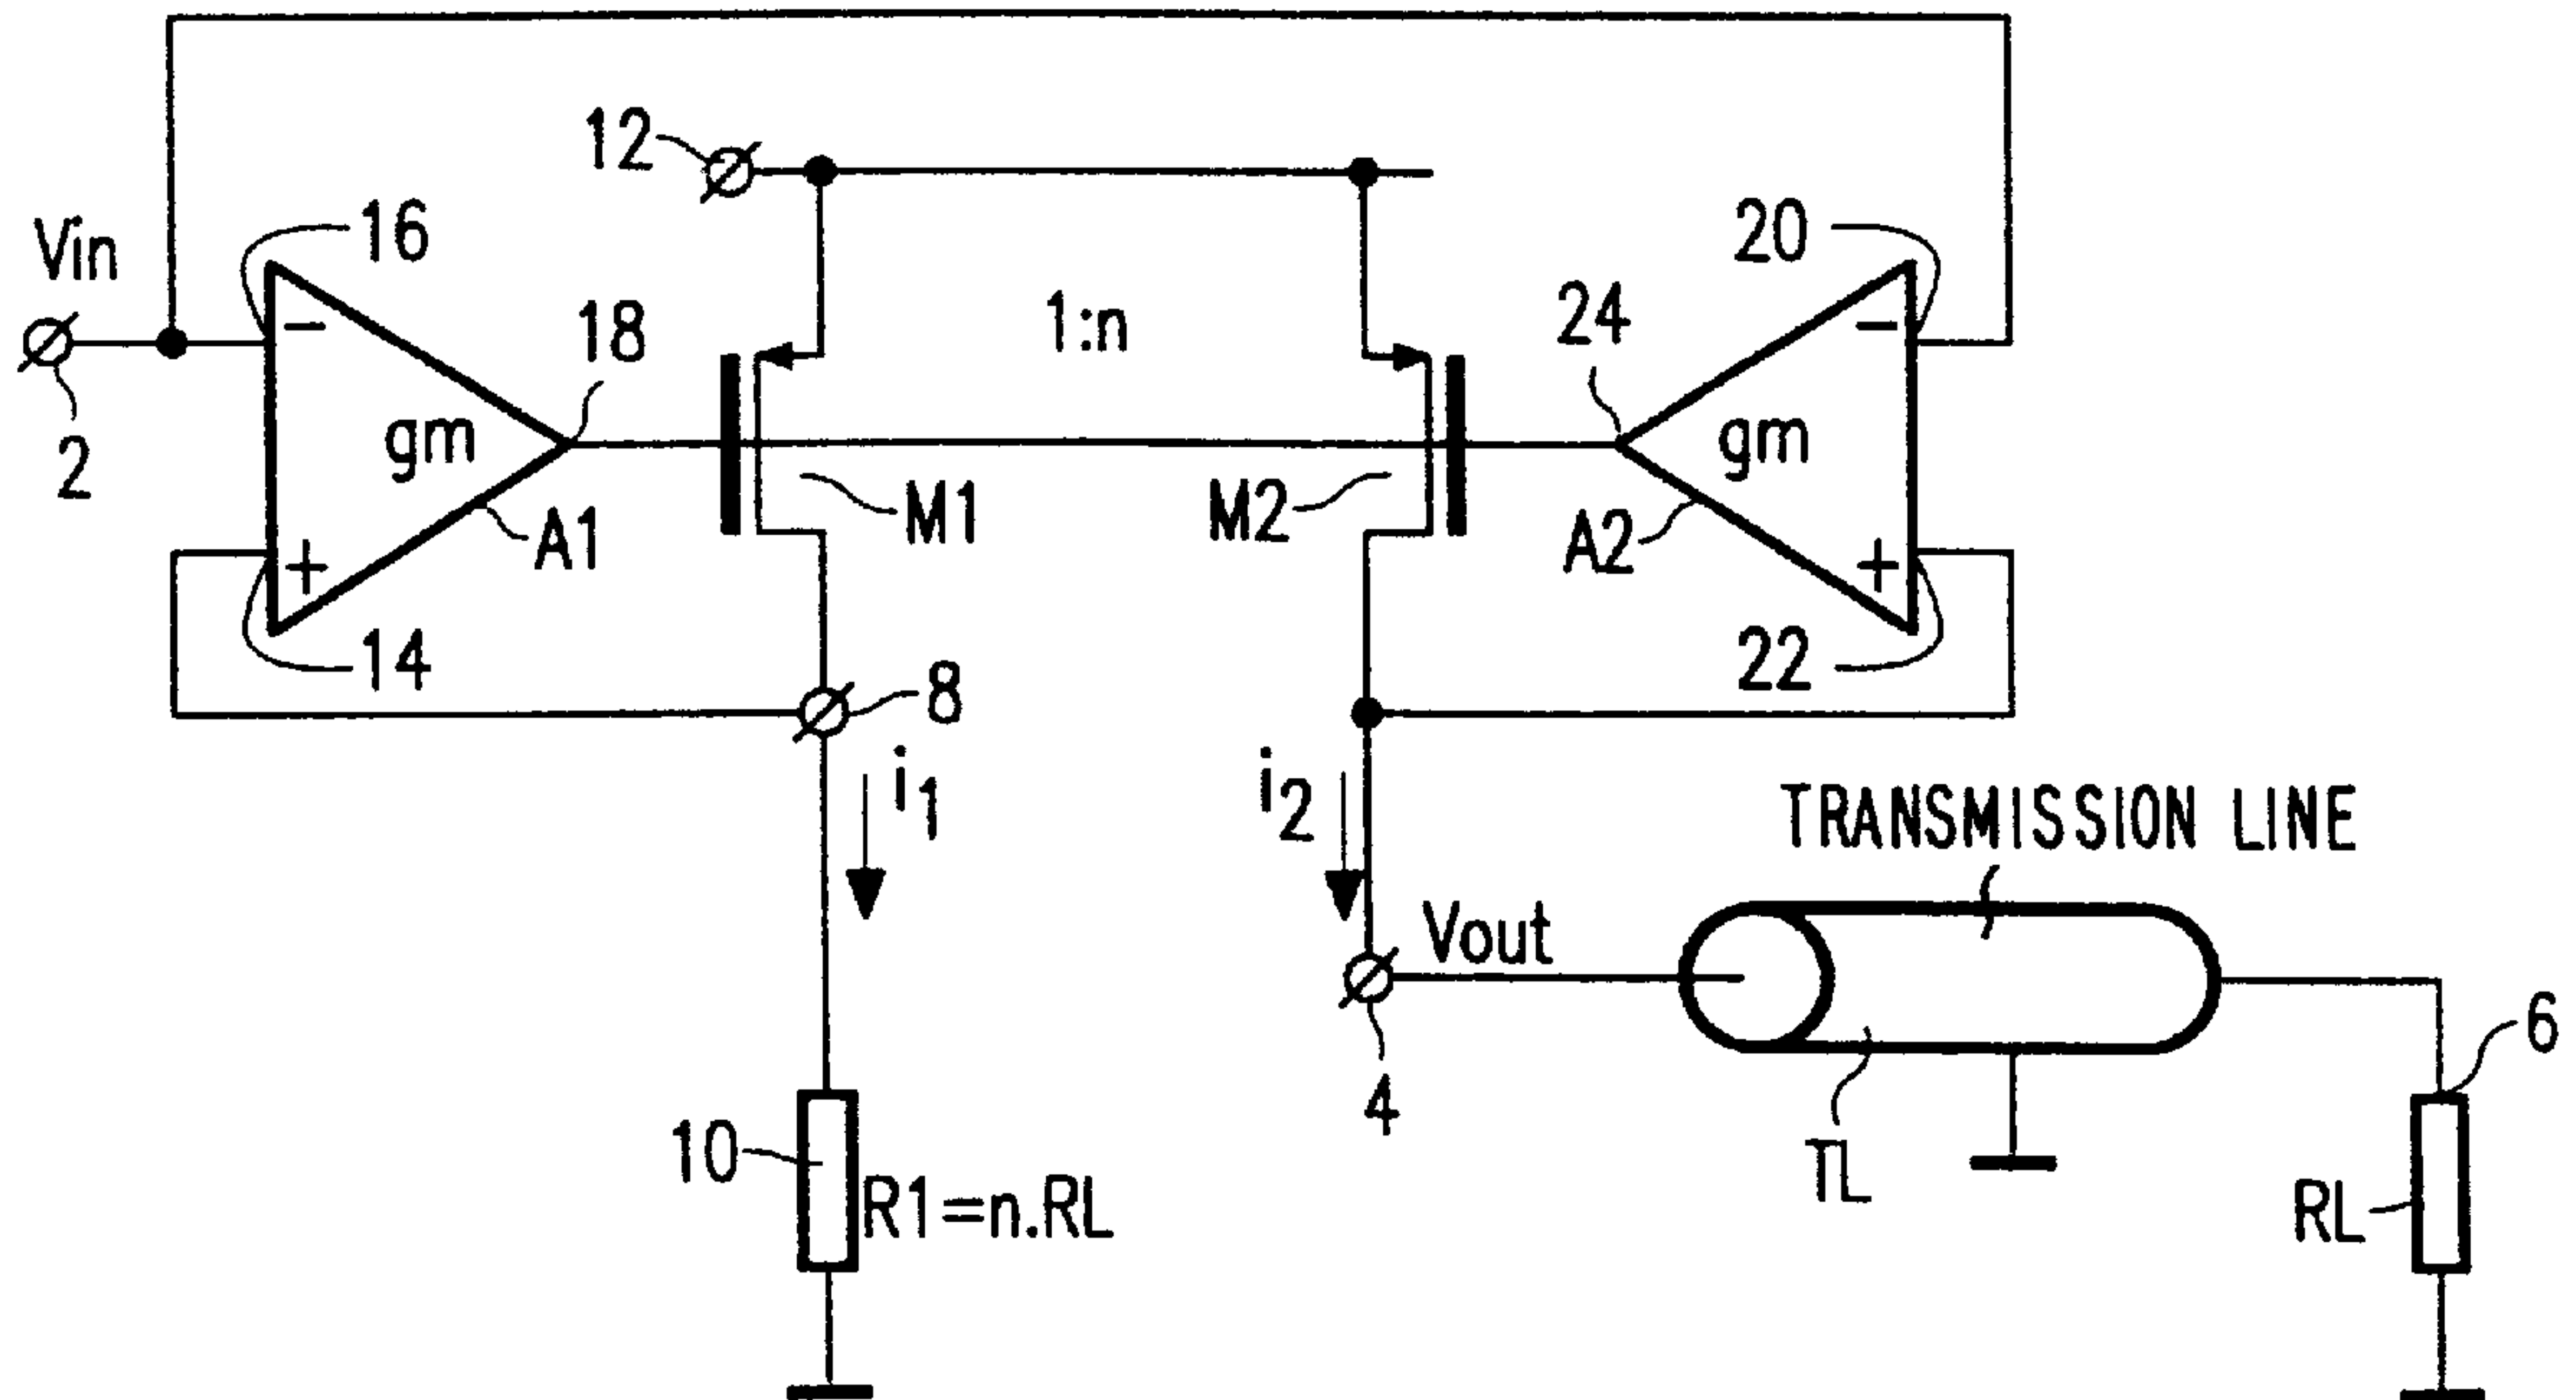 12
Vin
16
20
1:n
24
18
gm
gm
2
M1
M2
A1
A2
14
22
8
i1
i2
TRANSMISSION LINE
Vout
6
4
10
TL
R1=n.RL
RL
-
+
-
+